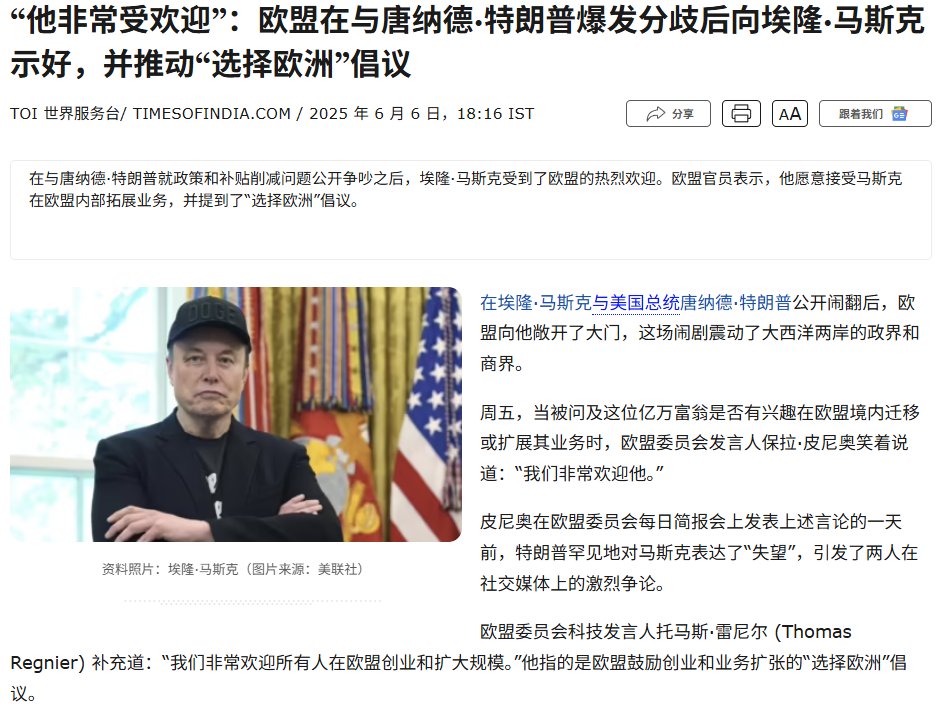 “他非常受欢迎”：欧盟在与唐纳德·特朗普爆发分歧后向埃隆·马斯克
示好，并推动“选择欧洲”倡议
TOI 世界服务台/ TIMESOFINDIA.COM / 2025 年 6 月 6 日，18:16 IST
分享
AA
跟着我们
在与唐纳德·特朗普就政策和补贴削减问题公开争吵之后，埃隆·马斯克受到了欧盟的热烈欢迎。欧盟官员表示，他愿意接受马斯克
在欧盟内部拓展业务，并提到了“选择欧洲”倡议。
DOGE
资料照片：埃隆·马斯克（图片来源：美联社）
在埃隆·马斯克与美国总统唐纳德·特朗普公开闹翻后，欧
盟向他敞开了大门，这场闹剧震动了大西洋两岸的政界和
商界。
周五，当被问及这位亿万富翁是否有兴趣在欧盟境内迁移
或扩展其业务时，欧盟委员会发言人保拉·皮尼奥笑着说
道：“我们非常欢迎他。”
皮尼奥在欧盟委员会每日简报会上发表上述言论的一天
前，特朗普罕见地对马斯克表达了“失望”，引发了两人在
社交媒体上的激烈争论。
欧盟委员会科技发言人托马斯·雷尼尔 (Thomas
Regnier) 补充道：“我们非常欢迎所有人在欧盟创业和扩大规模。”他指的是欧盟鼓励创业和业务扩张的“选择欧洲”倡
议。